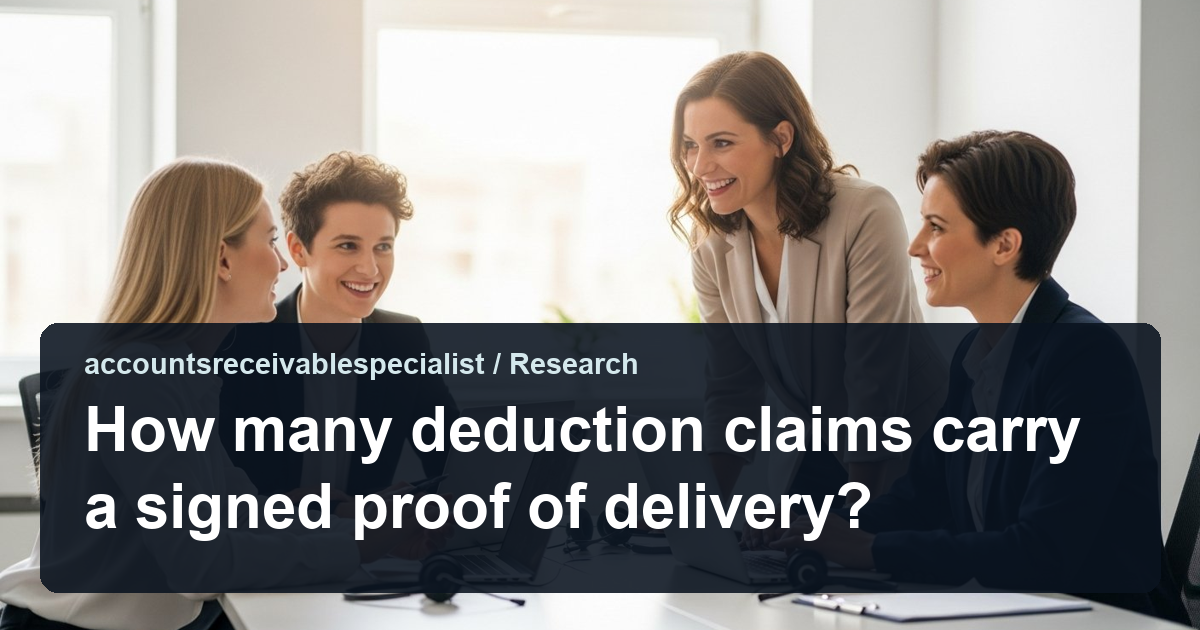 accountsreceivablespecialist / Research
How many deduction claims carry
a signed proof of delivery?